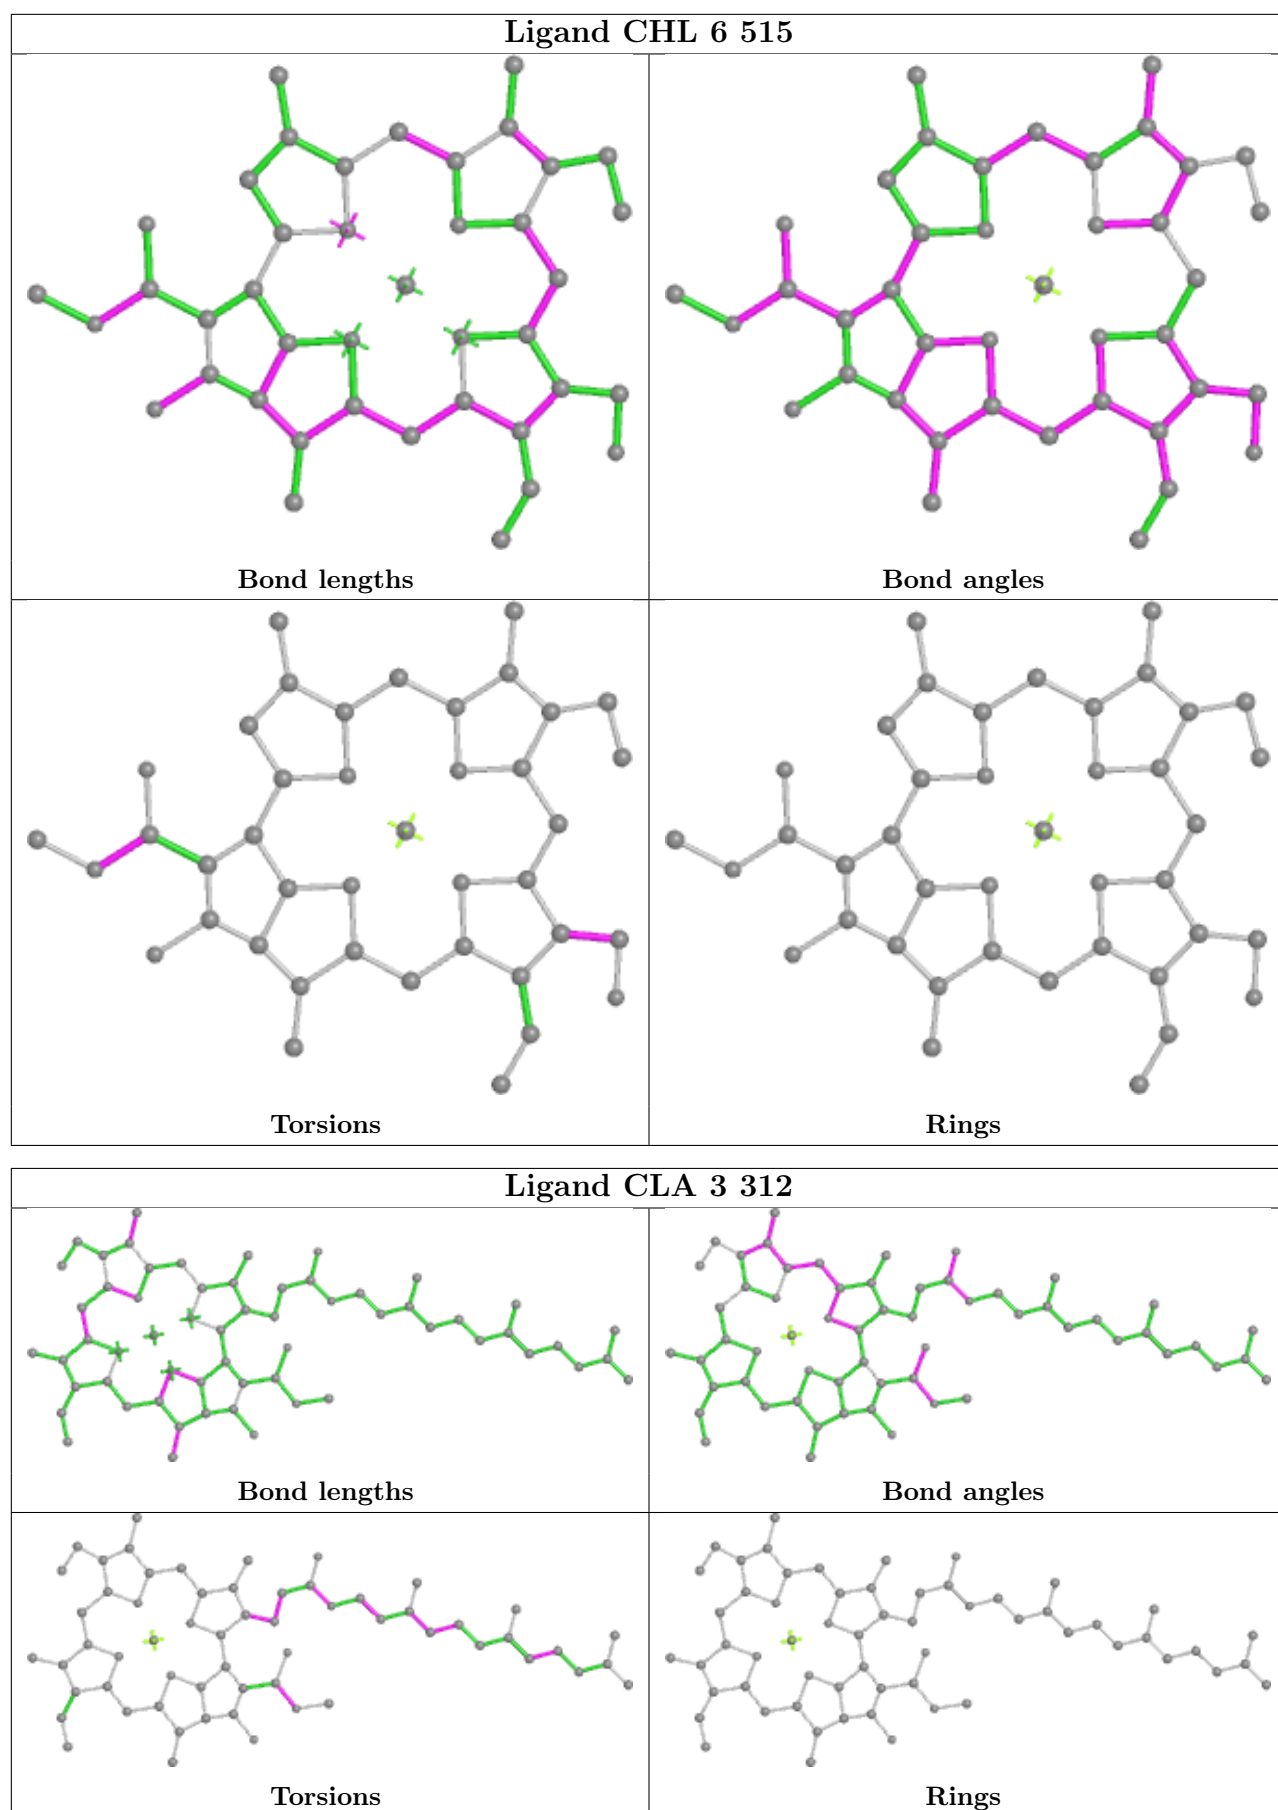 Ligand CHL 6 515
Bond lengths
Bond angles
Torsions
Rings
Ligand CLA 3 312
Bond lengths
Bond angles
Torsions
Rings